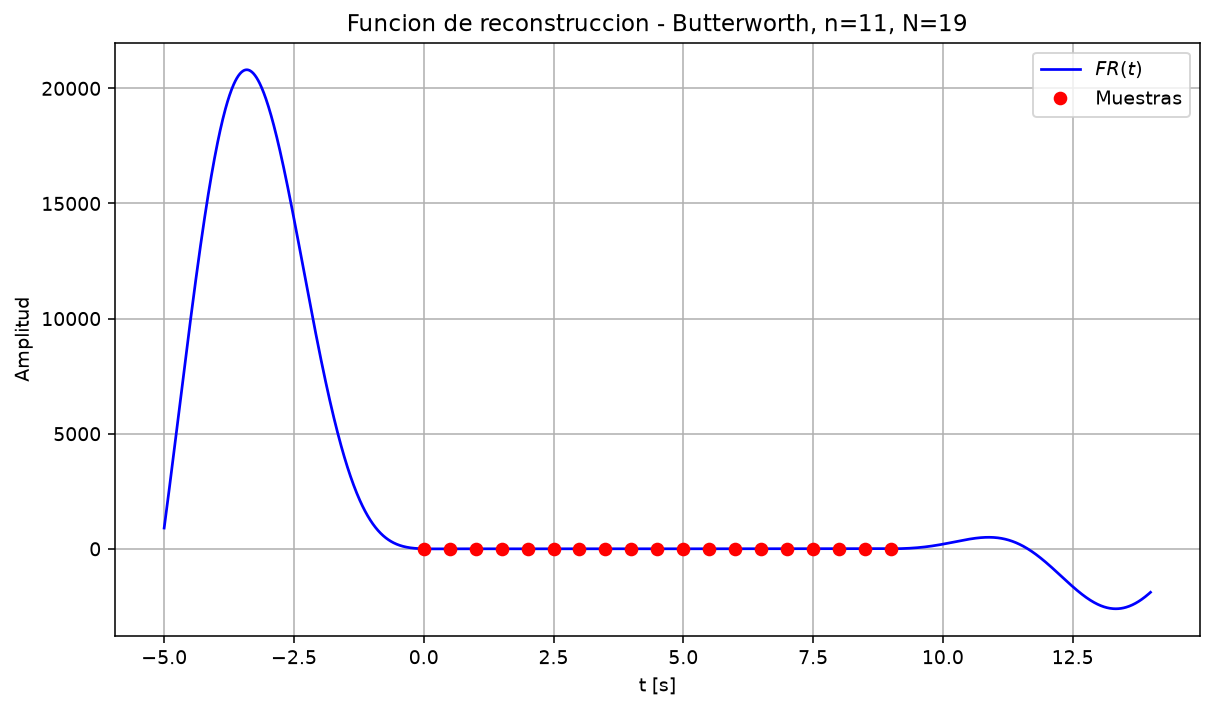 Funcion de reconstruccion - Butterworth, n=11, N=19
FR(t)
Muestras
Amplitud
20000
15000
10000
5000
0
−5.0 −2.5 0.0 2.5 5.0 7.5 10.0 12.5
t [s]